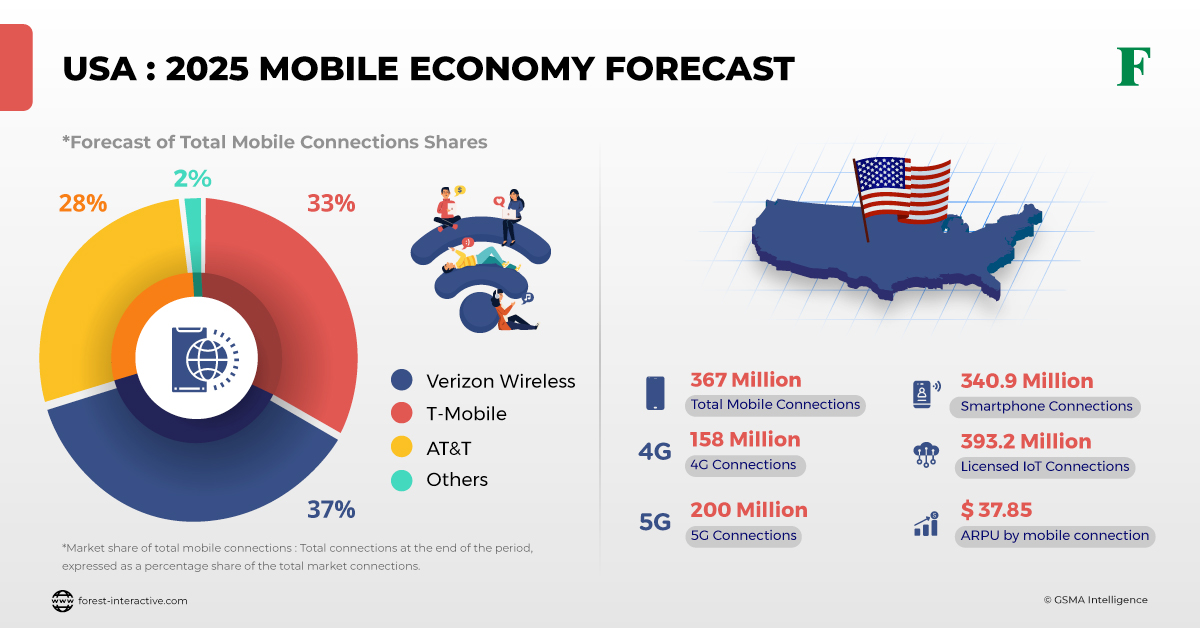 USA : 2025 MOBILE ECONOMY FORECAST
F
*Forecast of Total Mobile Connections Shares
2%
28%
33%
37%
Verizon Wireless
T-Mobile
AT&T
Others
*Market share of total mobile connections : Total connections at the end of the period,
expressed as a percentage share of the total market connections.
www
forest-interactive.com
367 Million
Total Mobile Connections
4G
158 Million
4G Connections
5G
200 Million
5G Connections
340.9 Million
Smartphone Connections
393.2 Million
Licensed IoT Connections
$
$ 37.85
ARPU by mobile connection
© GSMA Intelligence